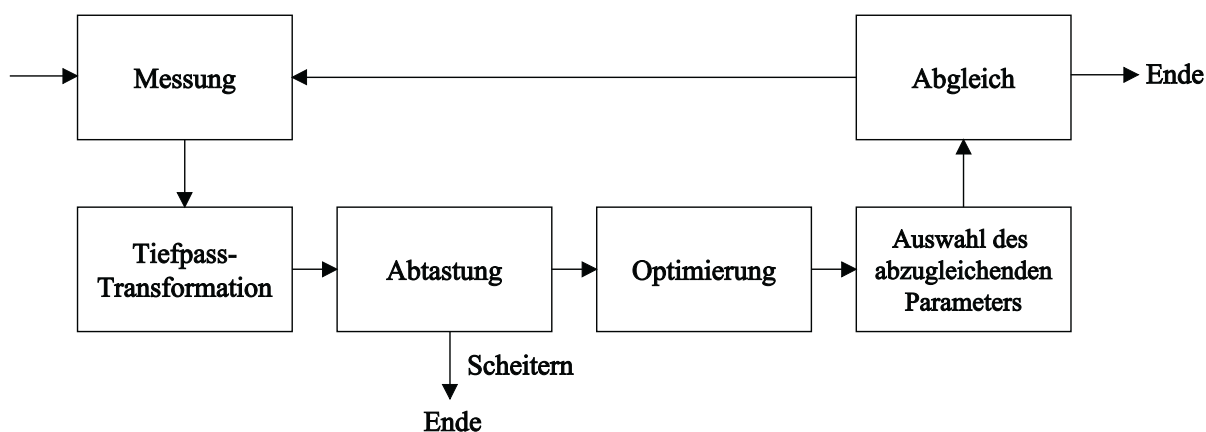 Messung
Abgleich
Ende
Tiefpass-
Transformation
Abtastung
Optimierung
Auswahl des
abzugleichenden
Parameters
Scheitern
Ende